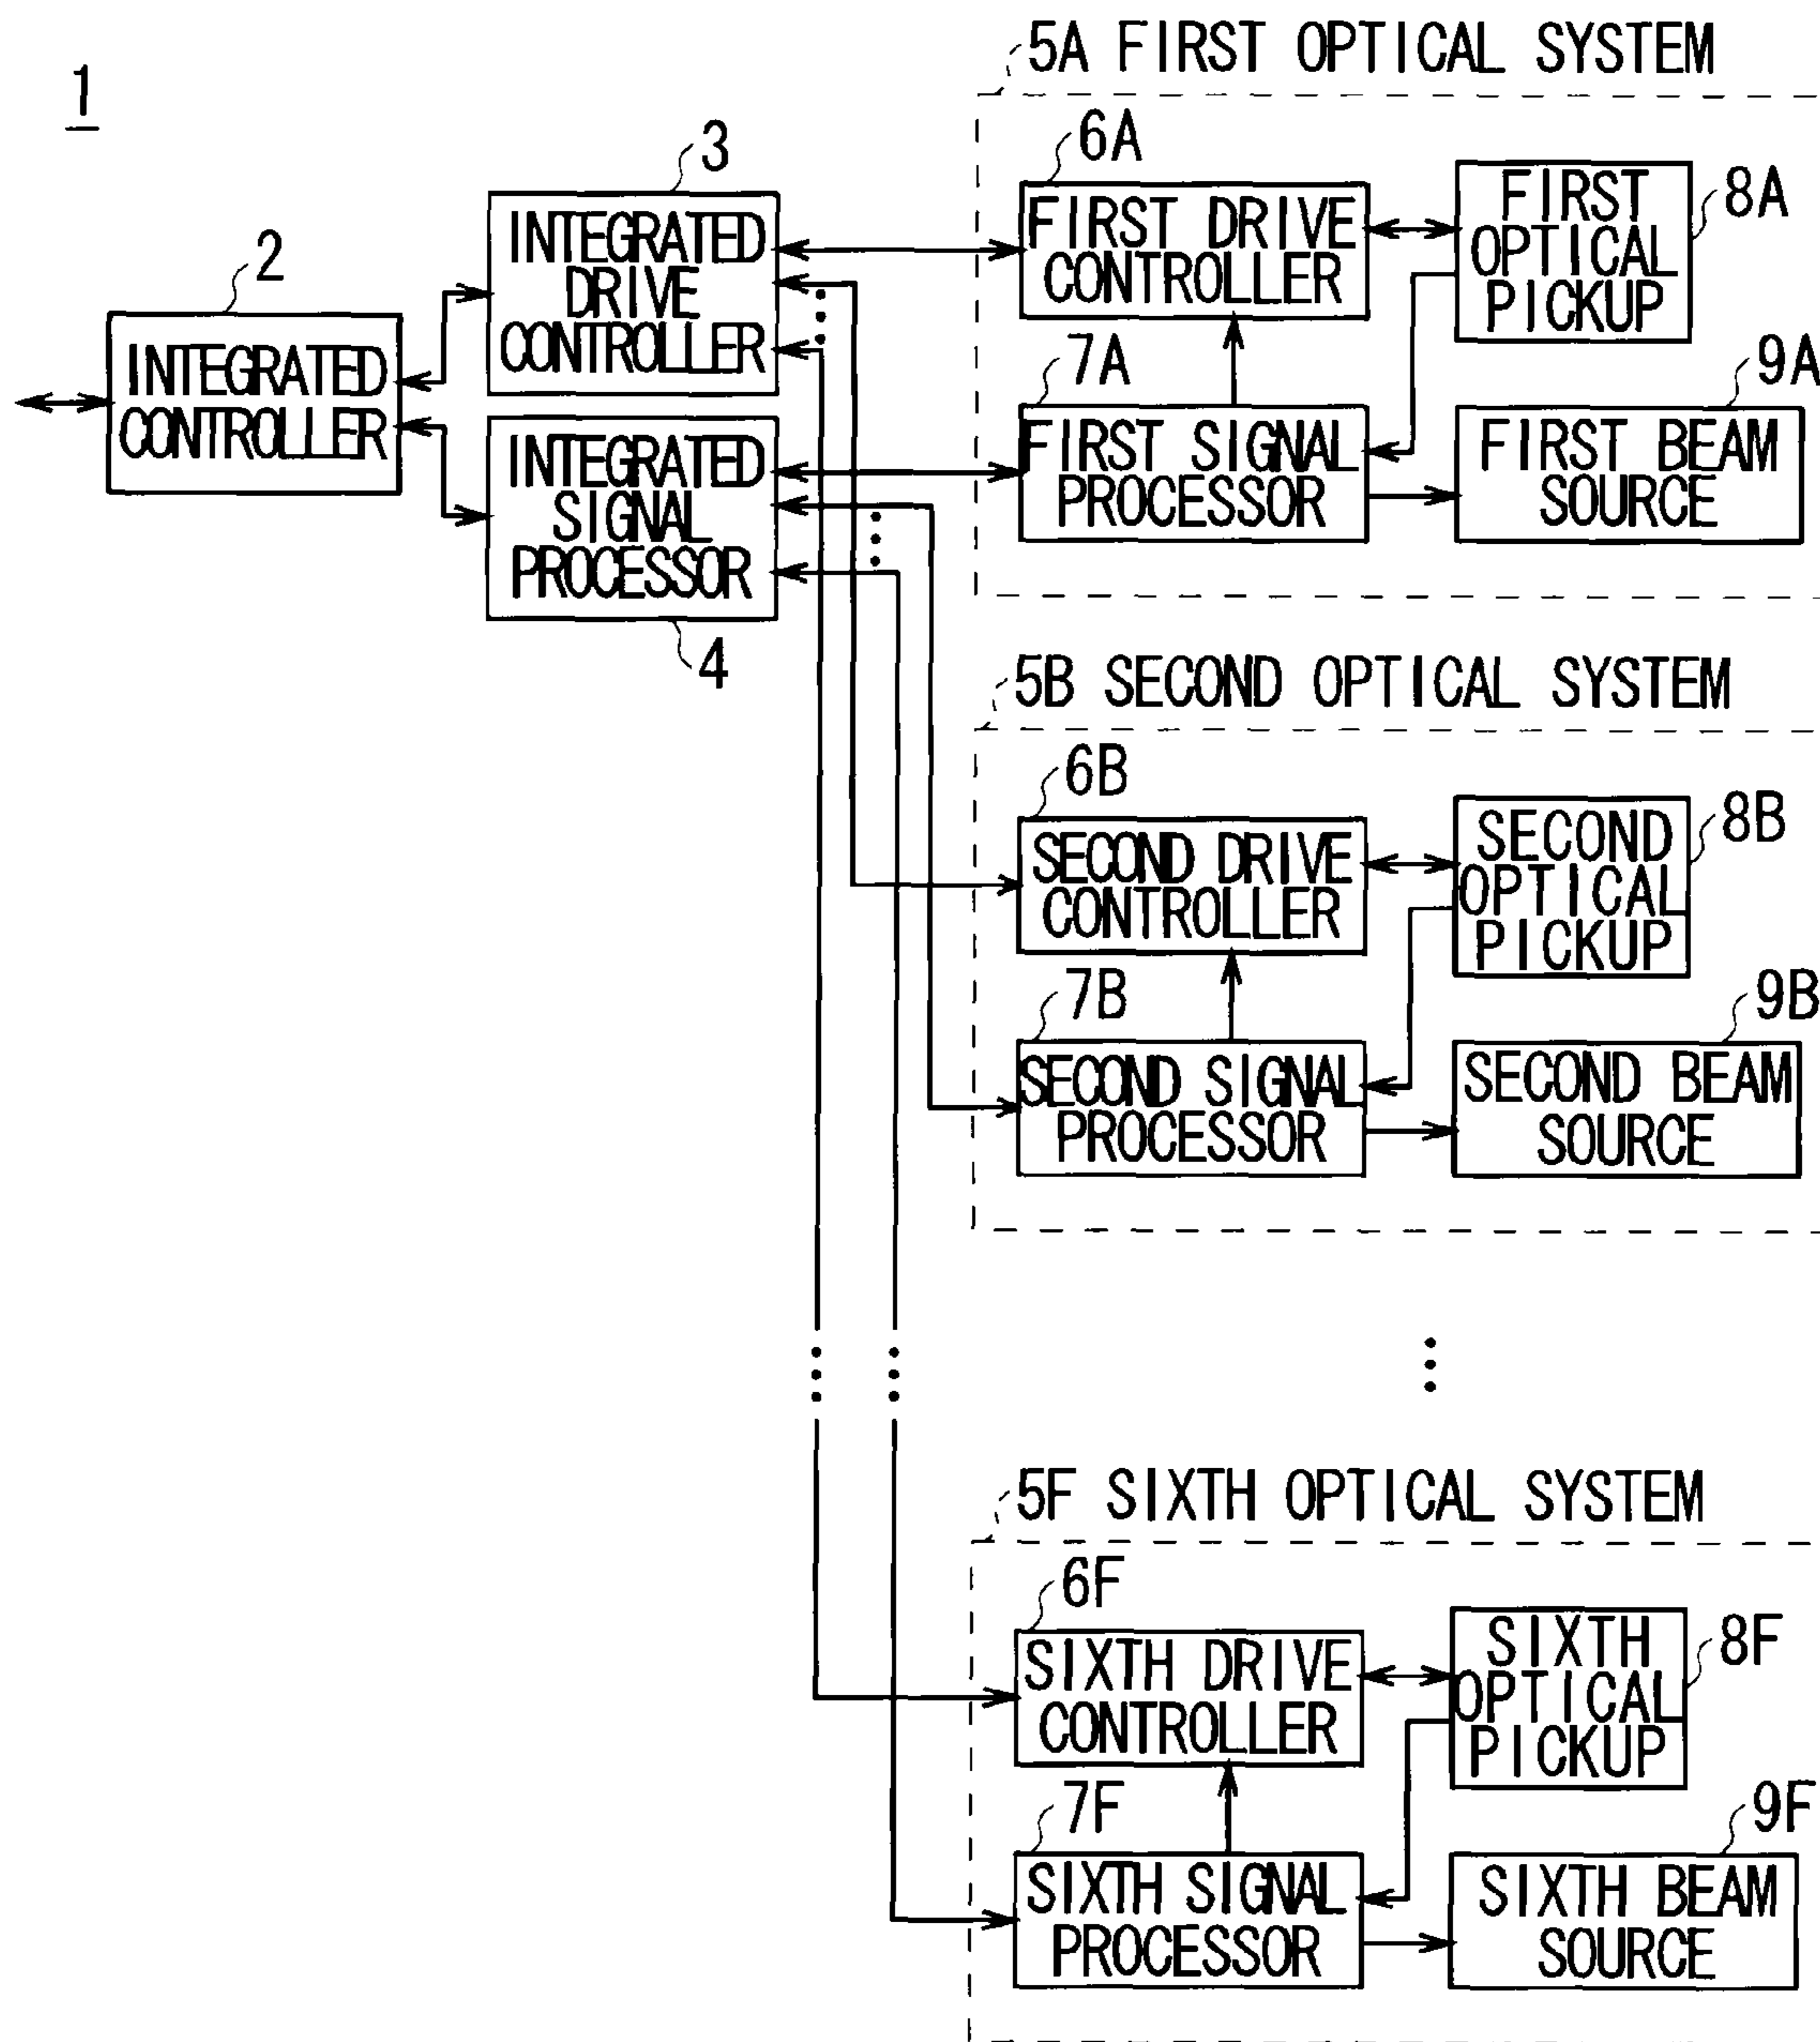 1
5A FIRST OPTICAL SYSTEM
2
INTEGRATED
CONTROLLER
3
INTEGRATED
DRIVE
CONTROLLER
INTEGRATED
SIGNAL
PROCESSOR
4
6A
FIRST DRIVE
CONTROLLER
FIRST
OPTICAL
PICKUP
8A
7A
FIRST SIGNAL
PROCESSOR
9A
FIRST BEAM
SOURCE
5B SECOND OPTICAL SYSTEM
6B
SECOND DRIVE
CONTROLLER
SECOND
OPTICAL
PICKUP
8B
7B
SECOND SIGNAL
PROCESSOR
9B
SECOND BEAM
SOURCE
5F SIXTH OPTICAL SYSTEM
6F
SIXTH DRIVE
CONTROLLER
SIXTH
OPTICAL
PICKUP
8F
7F
SIXTH SIGNAL
PROCESSOR
9F
SIXTH BEAM
SOURCE